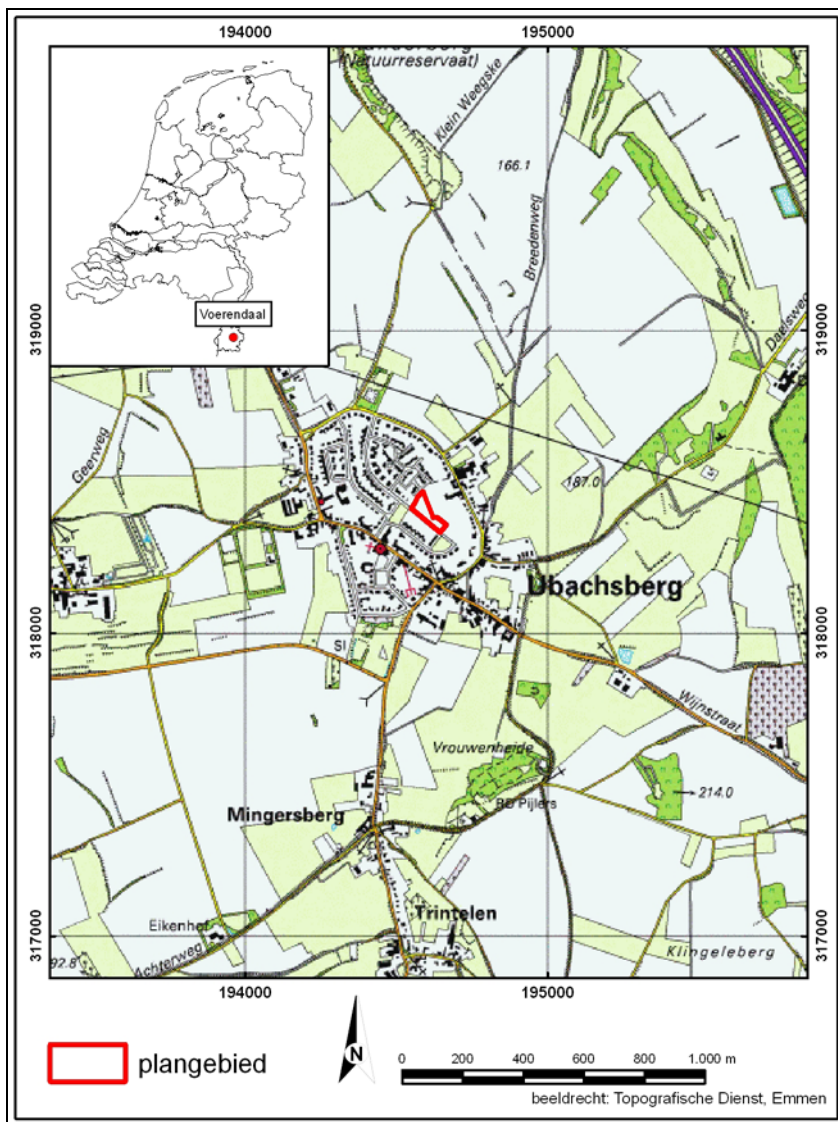 194000
195000
(Natuurreservaat)
Klein Weegske
166.1
Breedenweg
Voerendaal
319000
319000
Daelsweg
Geerweg
187.0
Ubachsberg
318000
318000
SI
Wijnstraat
Vrouwenheide
214.0
RD Pijlers
Mingersberg
Trintelen
Eikenhof
317000
317000
Achterweg
Klingeleberg
92.8
194000
195000
N
plangebied
0 200 400 600 800 1.000 m
beeldrecht: Topografische Dienst, Emmen